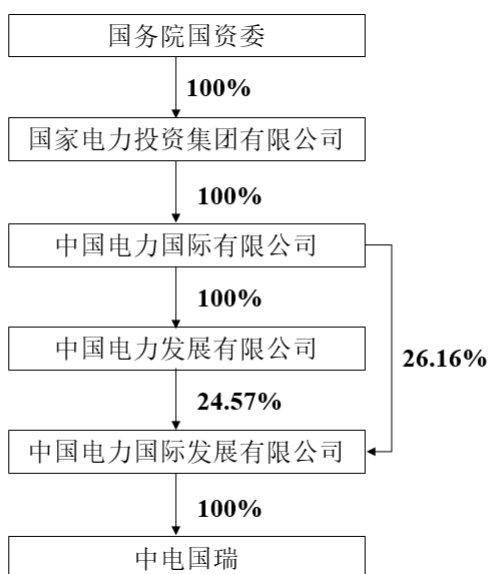 国务院国资委
100%
国家电力投资集团有限公司
100%
中国电力国际有限公司
100%
中国电力发展有限公司
26.16%
24.57%
中国电力国际发展有限公司
100%
中电国瑞